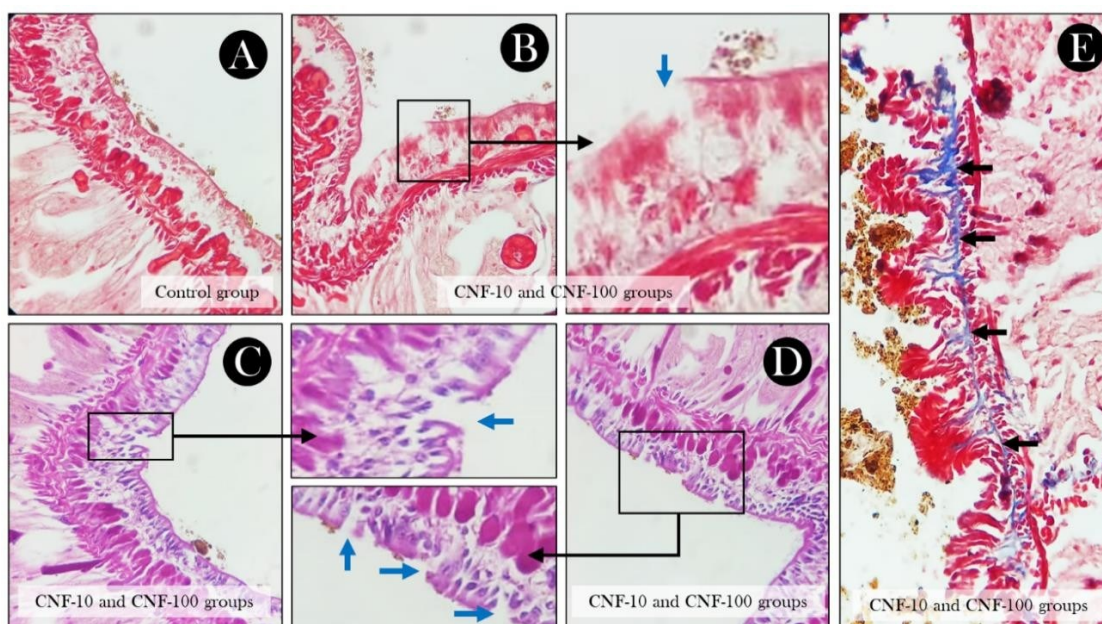 A
Control group
B
CNF-10 and CNF-100 groups
C
CNF-10 and CNF-100 groups
D
CNF-10 and CNF-100 groups
E
CNF-10 and CNF-100 groups